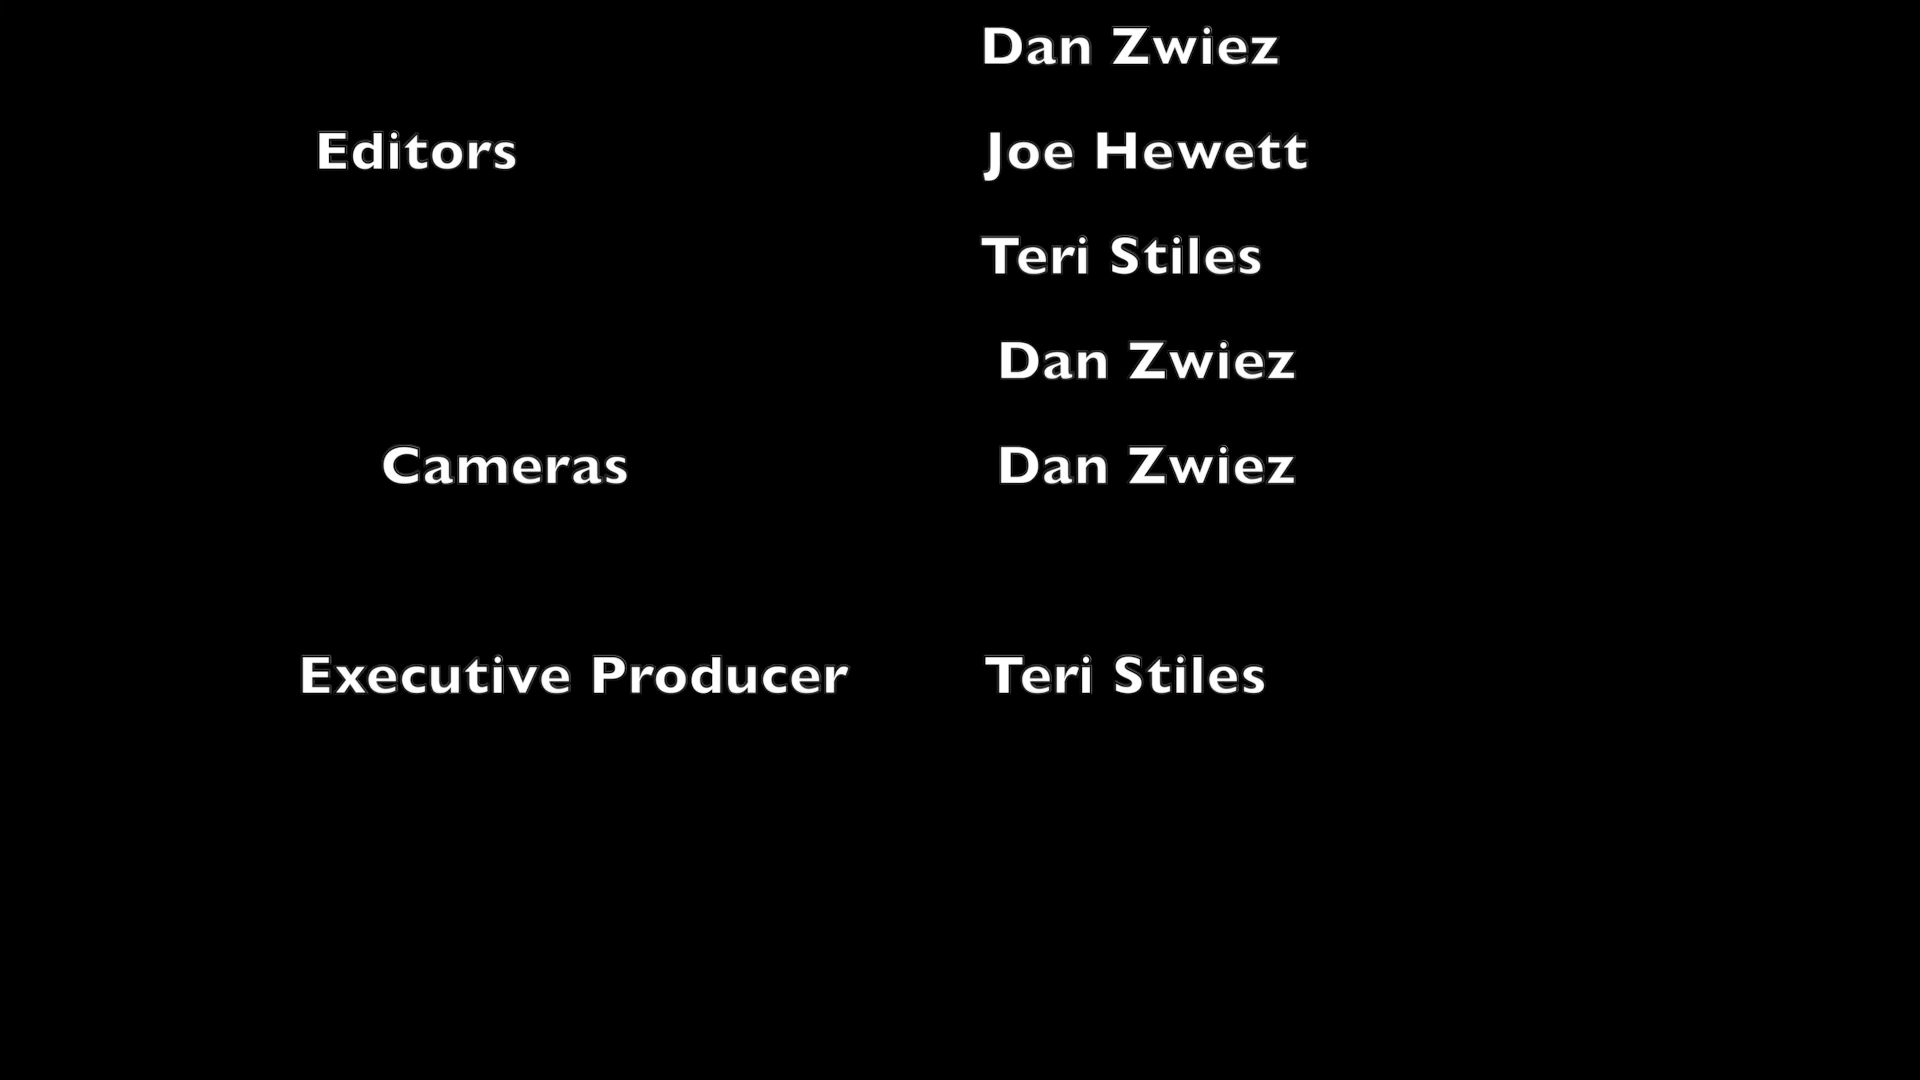 Dan Zwiez
Editors Joe Hewett
Teri Stiles
Dan Zwiez
Cameras Dan Zwiez
Executive Producer Teri Stiles